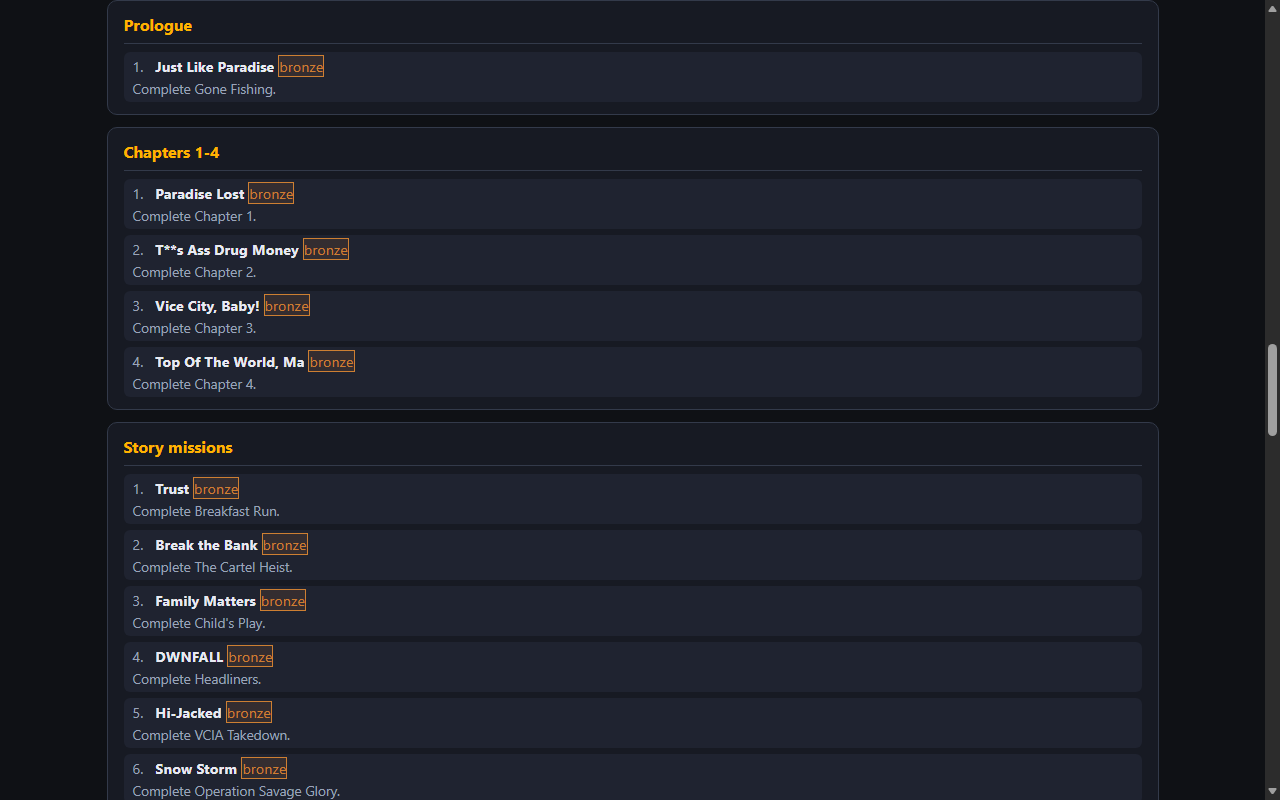 Prologue
1. Just Like Paradise bronze
Complete Gone Fishing.
Chapters 1-4
1. Paradise Lost bronze
Complete Chapter 1.
2. T**s Ass Drug Money bronze
Complete Chapter 2.
3. Vice City, Baby! bronze
Complete Chapter 3.
4. Top Of The World, Ma bronze
Complete Chapter 4.
Story missions
1. Trust bronze
Complete Breakfast Run.
2. Break the Bank bronze
Complete The Cartel Heist.
3. Family Matters bronze
Complete Child's Play.
4. DWNFALL bronze
Complete Headliners.
5. Hi-Jacked bronze
Complete VCIA Takedown.
6. Snow Storm bronze
Complete Operation Savage Glory.